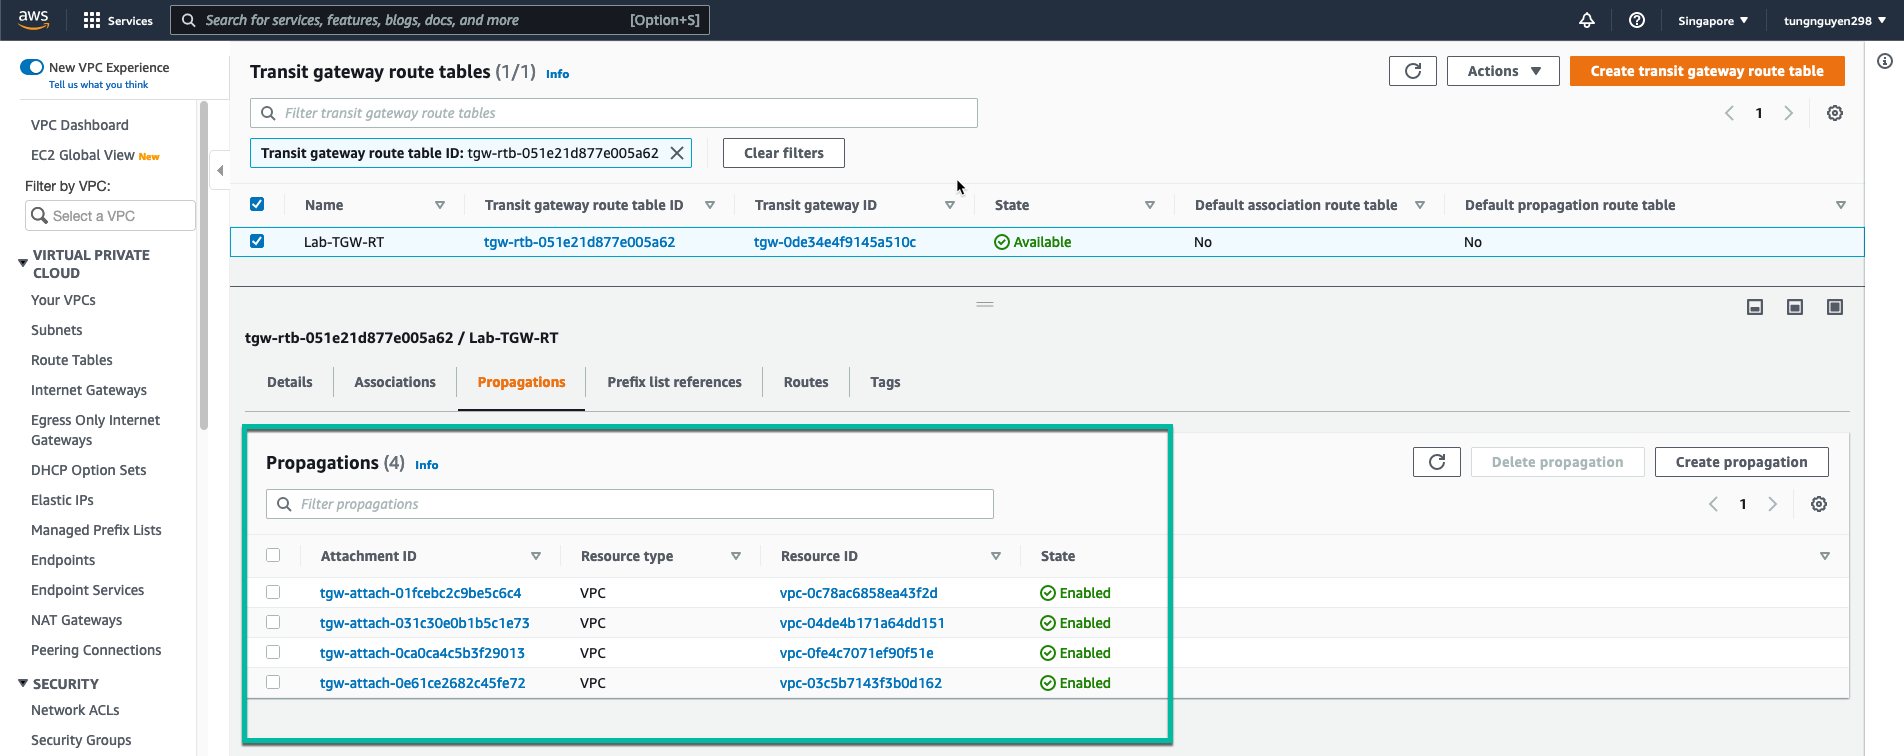 aws
Services
Search for services, features, blogs, docs, and more
[Option+S]
Singapore
tungnguyen298
New VPC Experience
Tell us what you think
VPC Dashboard
EC2 Global View New
Filter by VPC:
Select a VPC
VIRTUAL PRIVATE
CLOUD
Your VPCs
Subnets
Route Tables
Internet Gateways
Egress Only Internet
Gateways
DHCP Option Sets
Elastic IPs
Managed Prefix Lists
Endpoints
Endpoint Services
NAT Gateways
Peering Connections
SECURITY
Network ACLs
Security Groups
Transit gateway route tables (1/1) Info
Actions
Create transit gateway route table
Filter transit gateway route tables
1
Transit gateway route table ID: tgw-rtb-051e21d877e005a62
Clear filters
Name Transit gateway route table ID Transit gateway ID State Default association route table Default propagation route table
Lab-TGW-RT tgw-rtb-051e21d877e005a62 tgw-0de34e4f9145a510c Available No No
tgw-rtb-051e21d877e005a62 / Lab-TGW-RT
Details Associations Propagations Prefix list references Routes Tags
Propagations (4) Info
Delete propagation
Create propagation
Filter propagations
1
Attachment ID Resource type Resource ID State
tgw-attach-01fcebc2c9be5c6c4 VPC vpc-0c78ac6858ea43f2d Enabled
tgw-attach-031c30e0b1b5c1e73 VPC vpc-04de4b171a64dd151 Enabled
tgw-attach-0ca0ca4c5b3f29013 VPC vpc-0fe4c7071ef90f51e Enabled
tgw-attach-0e61ce2682c45fe72 VPC vpc-03c5b7143f3b0d162 Enabled